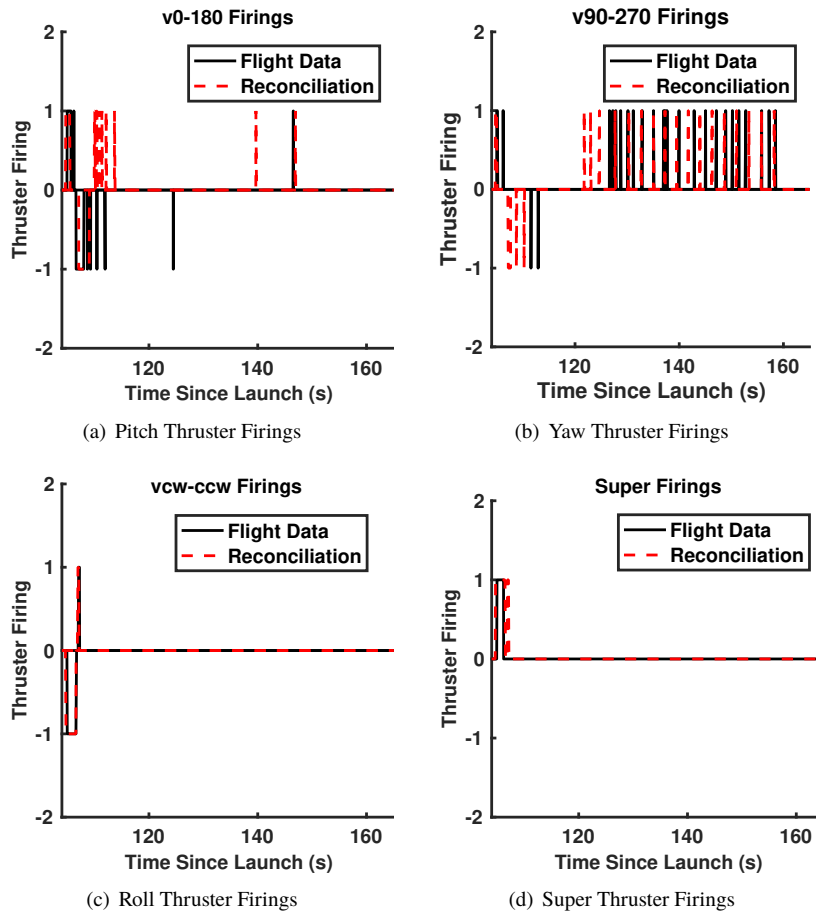 v0-180 Firings
Flight Data
Reconciliation
2
1
0
-1
-2
Thruster Firing
120
140
160
Time Since Launch (s)
(a) Pitch Thruster Firings
v90-270 Firings
Flight Data
Reconciliation
2
1
0
-1
-2
Thruster Firing
120
140
160
Time Since Launch (s)
(b) Yaw Thruster Firings
vcw-ccw Firings
Flight Data
Reconciliation
2
1
0
-1
-2
Thruster Firing
120
140
160
Time Since Launch (s)
(c) Roll Thruster Firings
Super Firings
Flight Data
Reconciliation
2
1
0
-1
-2
Thruster Firing
120
140
160
Time Since Launch (s)
(d) Super Thruster Firings